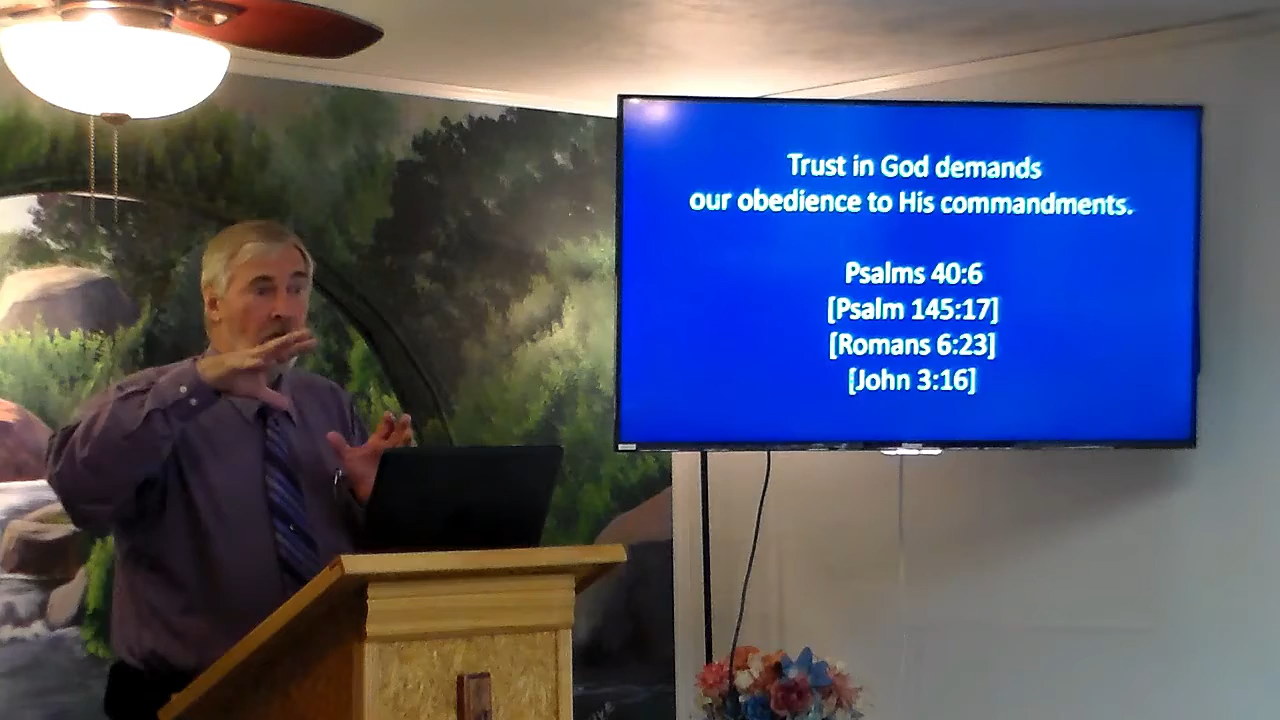 Trust in God demands
our obedience to His commandments.
Psalms 40:6
[Psalm 145:17]
[Romans 6:23]
[John 3:16]